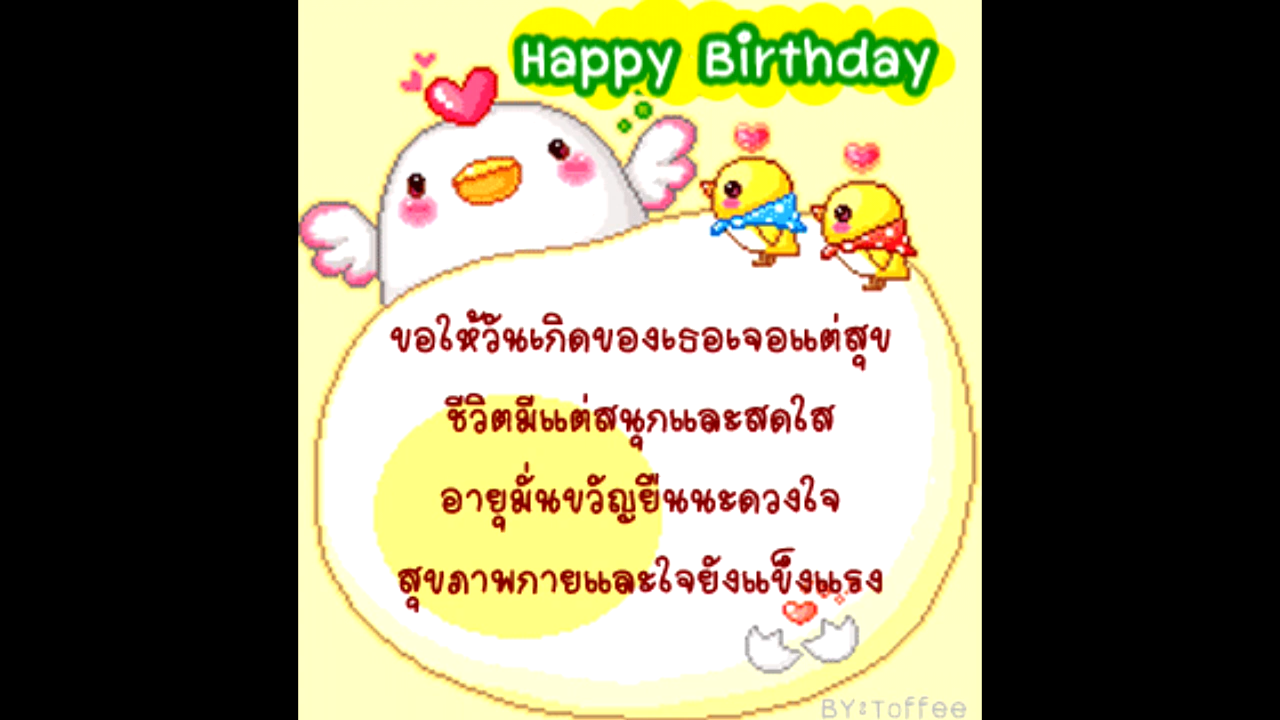 Happy Birthday
ขอให้วันเกิดของเธอเจอแต่สุข
ชีวิตมีแต่สนุกและสดใส
อายุมั่นขวัญยืนนะดวงใจ
สุขภาพกายและใจยังแข็งแรง
BY:Toffee